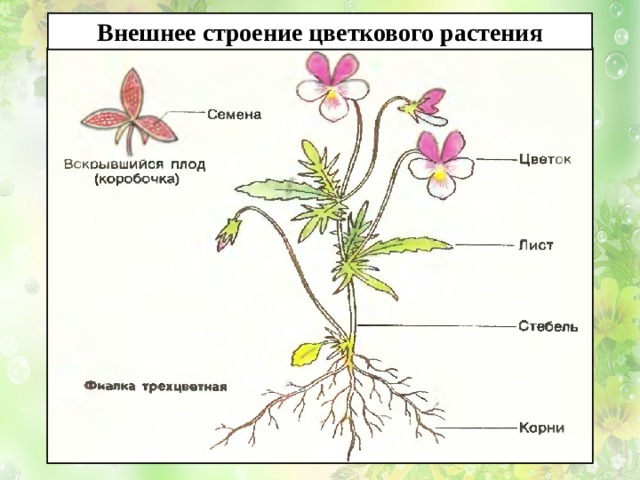 Внешнее строение цветкового растения
Семена
Вскрывшийся плод
(коробочка)
Цветок
Лист
Стебель
Фиалка трехцветная
Корни